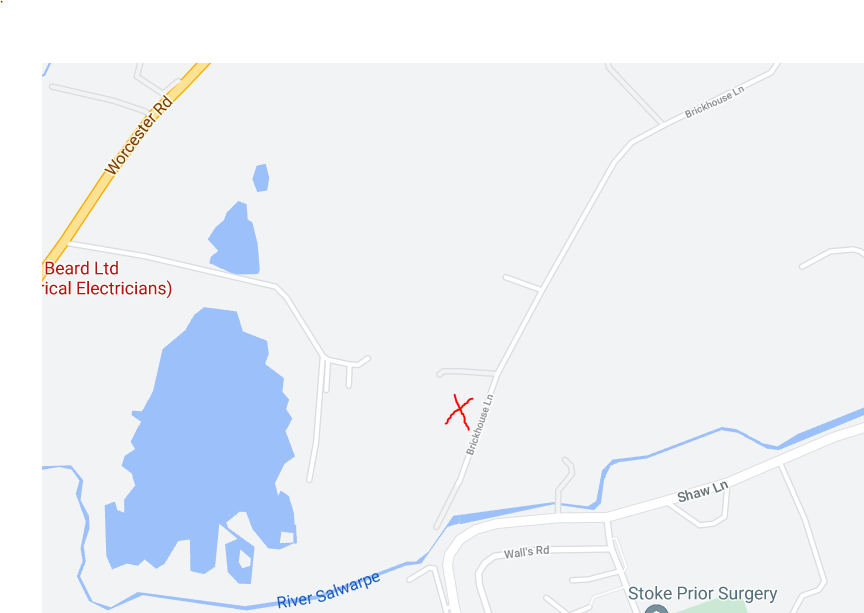 Brickhouse Ln
Worcester Rd
Beard Ltd
rical Electricians)
Brickhouse Ln
Shaw Ln
Wall's Rd
River Salwarpe
Stoke Prior Surgery